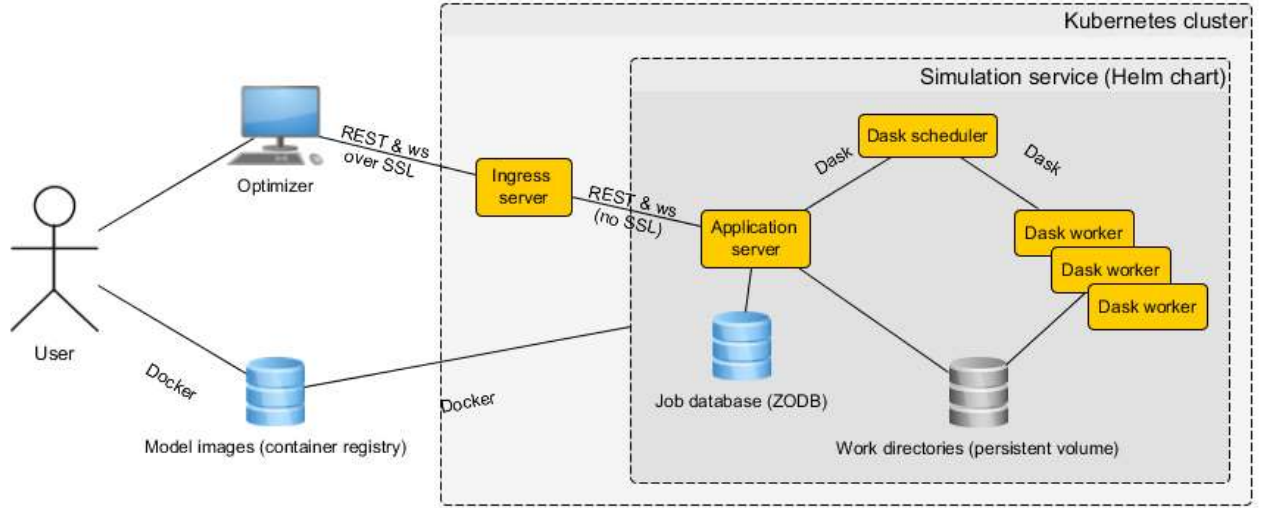 Kubernetes cluster
Simulation service (Helm chart)
Dask scheduler
REST & ws
over SSL
Dask
Dask
Optimizer
Ingress
server
REST & ws
(no SSL)
Application
server
Dask worker
Dask worker
Dask worker
User
Docker
Docker
Job database (ZODB)
Model images (container registry)
Work directories (persistent volume)